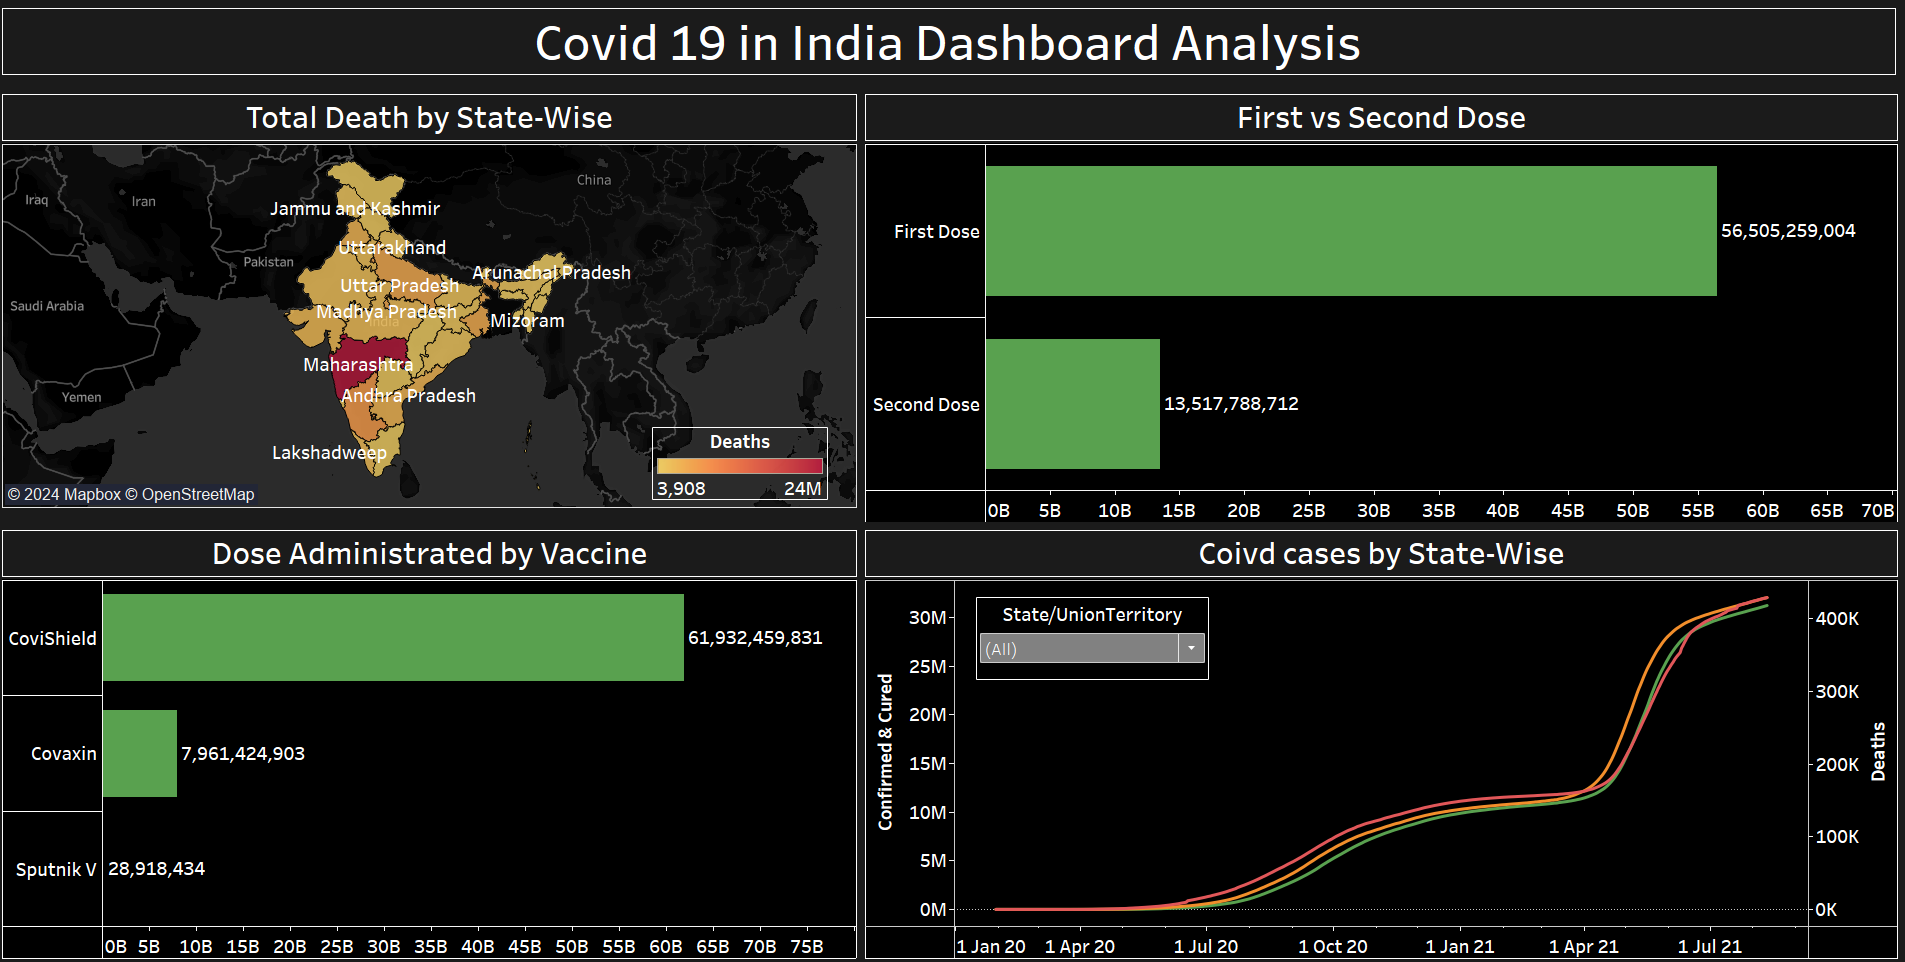 Covid 19 in India Dashboard Analysis
Total Death by State-Wise
Iraq
Iran
China
Jammu and Kashmir
Uttarakhand
Pakistan
Arunachal Pradesh
Uttar Pradesh
Saudi Arabia
Madhya Pradesh
India
Mizoram
Maharashtra
Yemen
Andhra Pradesh
Lakshadweep
Deaths
3,908 24M
© 2024 Mapbox © OpenStreetMap
First vs Second Dose
First Dose 56,505,259,004
Second Dose 13,517,788,712
0B 5B 10B 15B 20B 25B 30B 35B 40B 45B 50B 55B 60B 65B 70B
Dose Administrated by Vaccine
CoviShield 61,932,459,831
Covaxin 7,961,424,903
Sputnik V 28,918,434
0B 5B 10B 15B 20B 25B 30B 35B 40B 45B 50B 55B 60B 65B 70B 75B
Coivd cases by State-Wise
State/UnionTerritory
(All)
Confirmed & Cured
30M
25M
20M
15M
10M
5M
0M
400K
300K
200K
100K
0K
Deaths
1 Jan 20 1 Apr 20 1 Jul 20 1 Oct 20 1 Jan 21 1 Apr 21 1 Jul 21